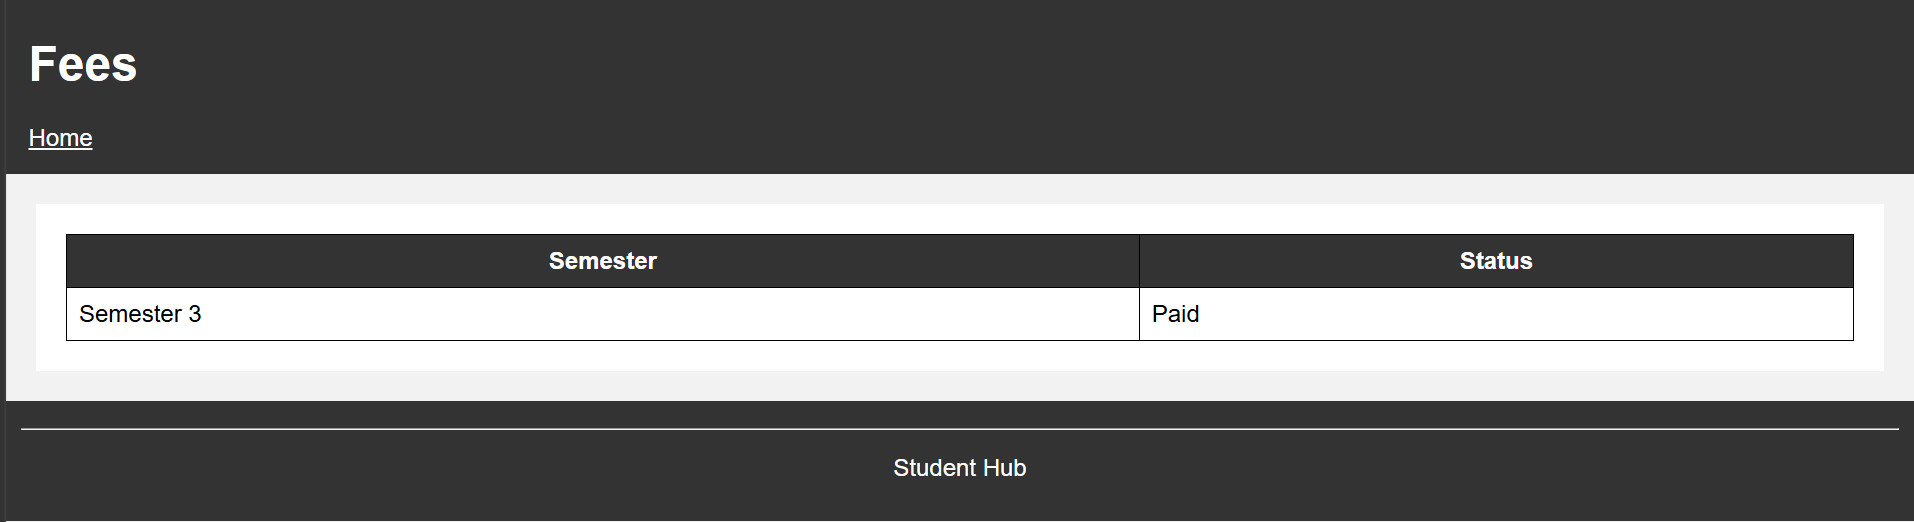 Fees
Home
Semester Status
Semester 3 Paid
Student Hub